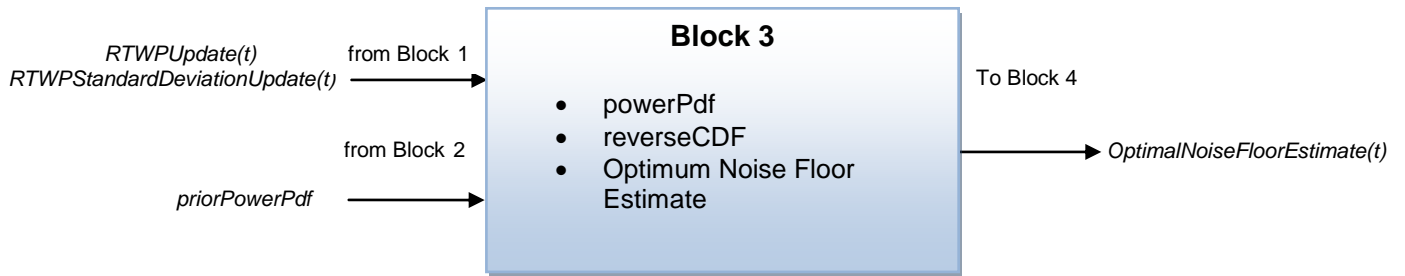 Block 3
RTWPUpdate(t) from Block 1
RTWPStandardDeviationUpdate(t)
To Block 4
• powerPdf
• reverseCDF
from Block 2
OptimalNoiseFloorEstimate(t)
• Optimum Noise Floor
Estimate
priorPowerPdf